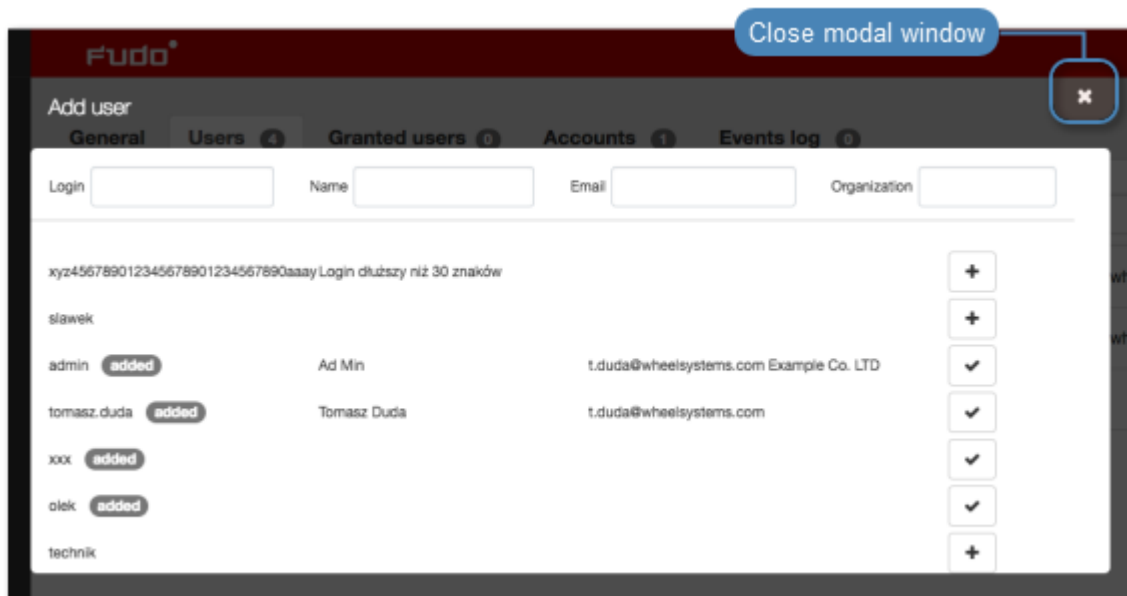 Close modal window
Fudo
Add user
General Users 4 Granted users 0 Accounts 1 Events log 0
Login Name Email Organization
xyz45678901234567890123456789​0aaay Login dłuższy niż 30 znaków
slawek
admin added Ad Min t.duda@wheelsystems.com Example Co. LTD
tomasz.duda added Tomasz Duda t.duda@wheelsystems.com
xxx added
olek added
technik